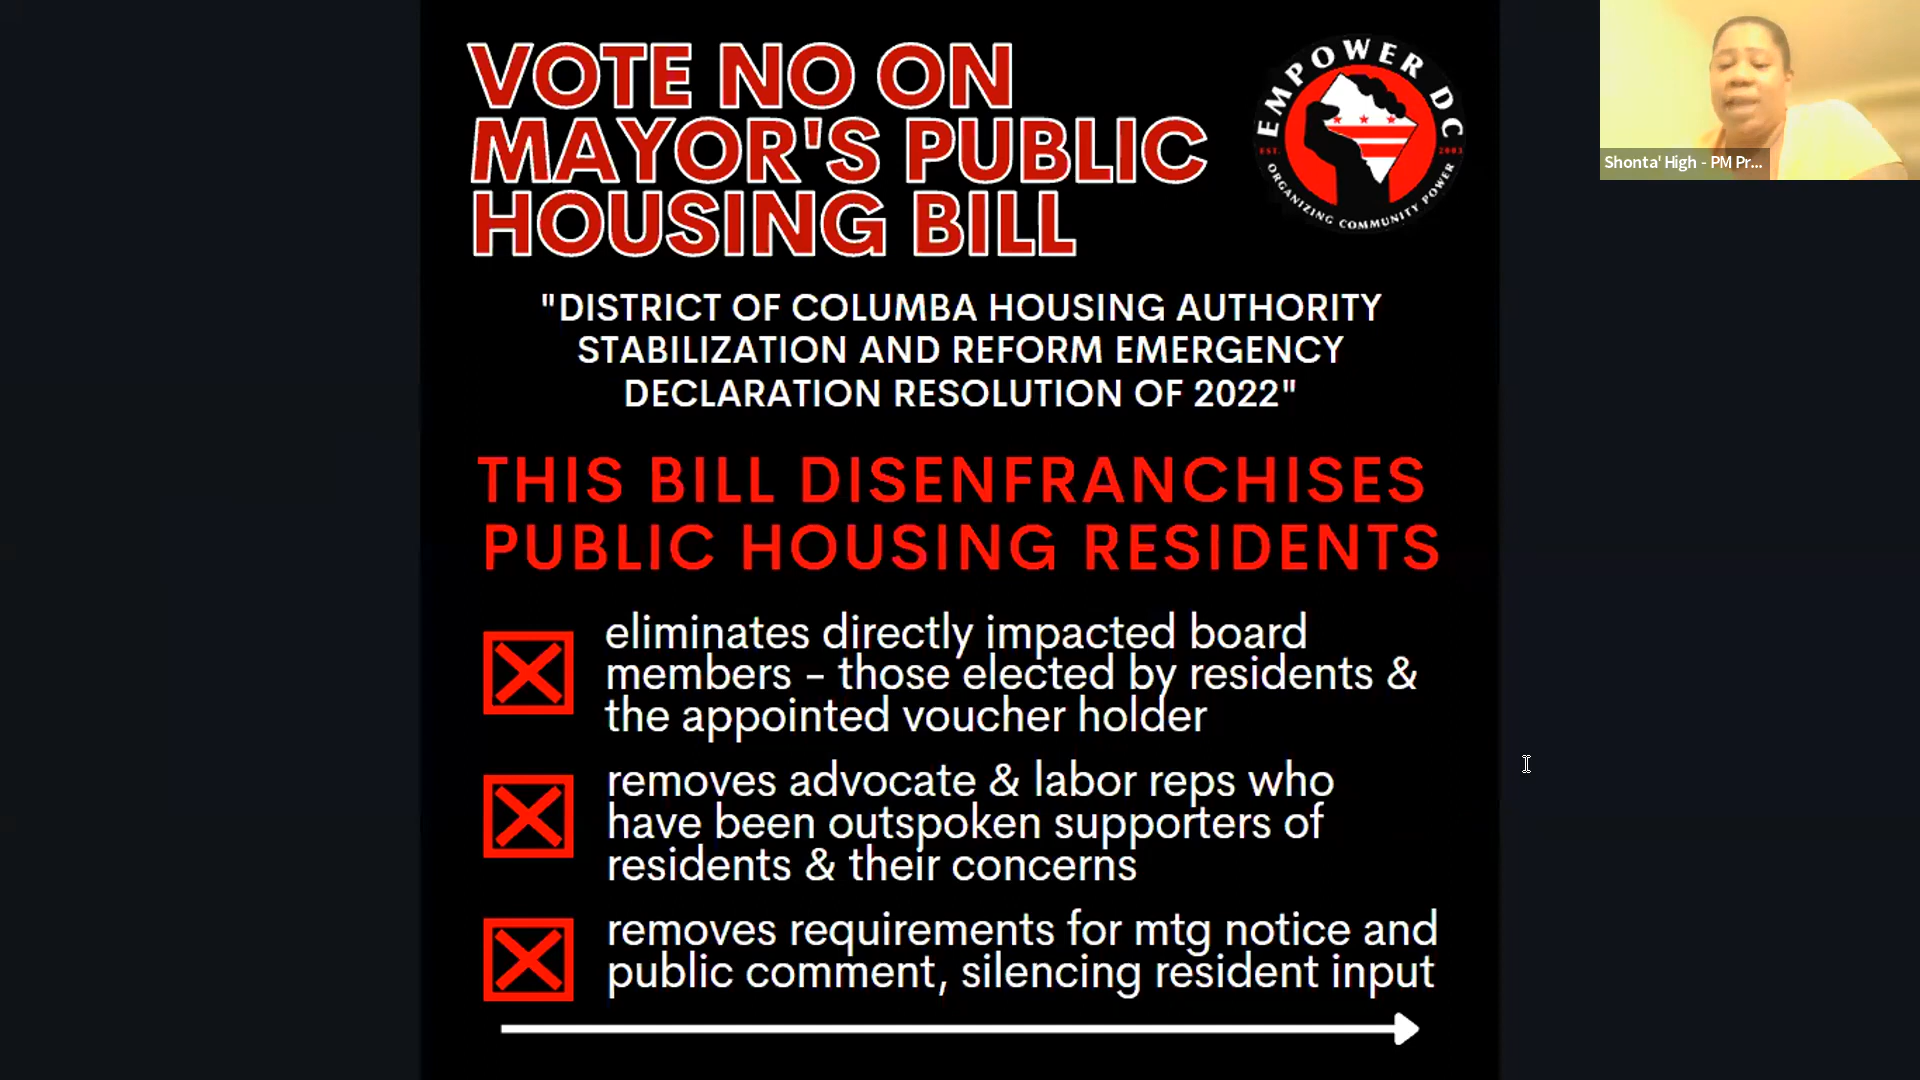 VOTE NO ON
MAYOR'S PUBLIC
HOUSING BILL
EMPOWER DC
EST. 2003
ORGANIZING COMMUNITY POWER
Shonta' High - PM Pr...
"DISTRICT OF COLUMBA HOUSING AUTHORITY
STABILIZATION AND REFORM EMERGENCY
DECLARATION RESOLUTION OF 2022"
THIS BILL DISENFRANCHISES
PUBLIC HOUSING RESIDENTS
eliminates directly impacted board
members - those elected by residents &
the appointed voucher holder
removes advocate & labor reps who
have been outspoken supporters of
residents & their concerns
removes requirements for mtg notice and
public comment, silencing resident input